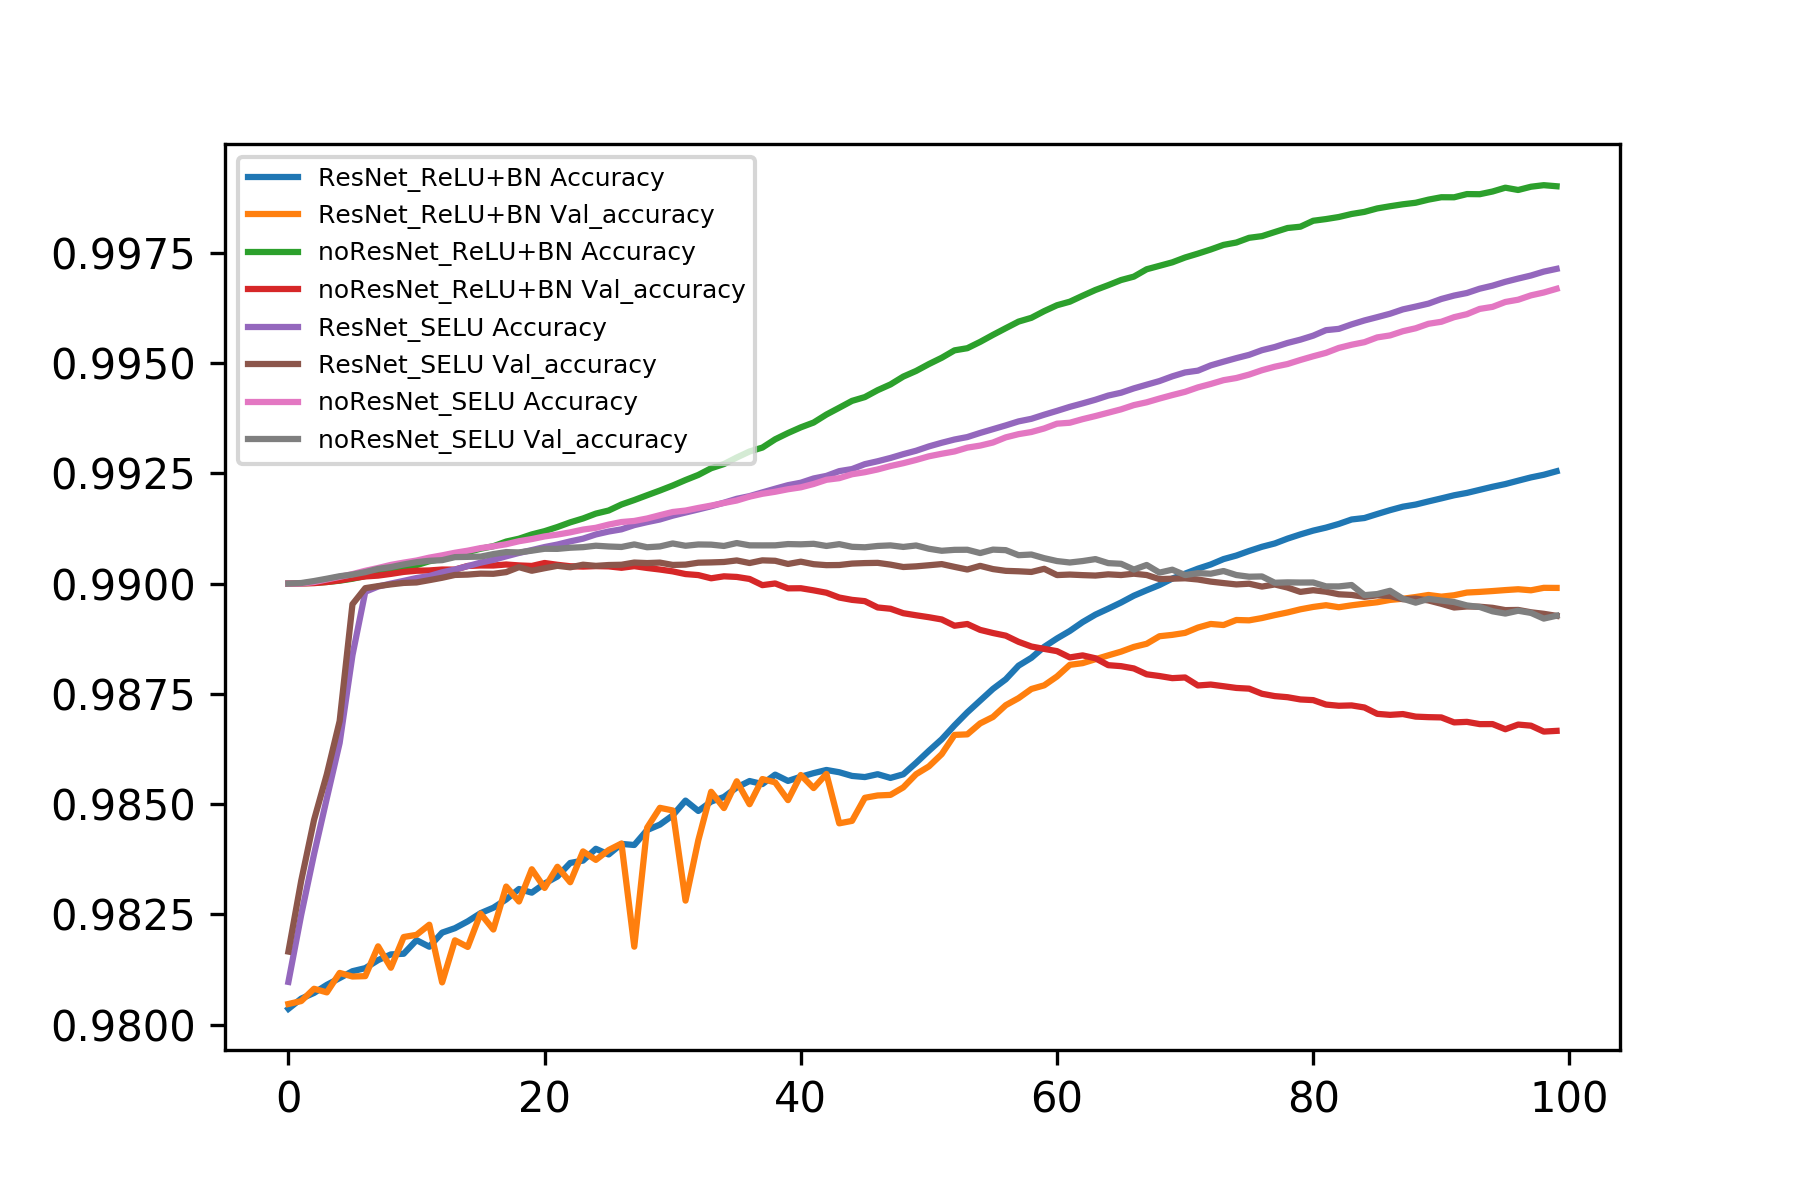 ResNet_ReLU+BN Accuracy
ResNet_ReLU+BN Val_accuracy
noResNet_ReLU+BN Accuracy
noResNet_ReLU+BN Val_accuracy
ResNet_SELU Accuracy
ResNet_SELU Val_accuracy
noResNet_SELU Accuracy
noResNet_SELU Val_accuracy
0.9975
0.9950
0.9925
0.9900
0.9875
0.9850
0.9825
0.9800
0 20 40 60 80 100